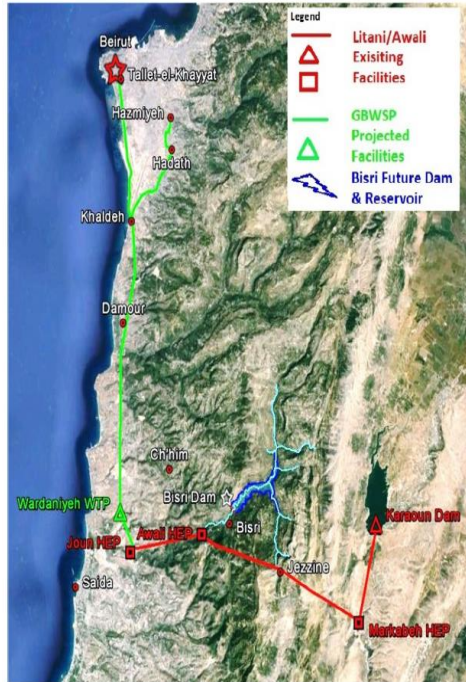 Legend
Litani/Awali
Exisiting
Facilities
GBWSP
Projected
Facilities
Bisri Future Dam
& Reservoir
Beirut
Tallet-el-Khayyat
Hazmiyeh
Hadath
Khaldeh
Damour
Ch'him
Bisri Dam
Wardaniyeh WTP
Bisri
Karaoun Dam
Awali HEP
Joun HEP
Jezzine
Saida
Markabeh HEP